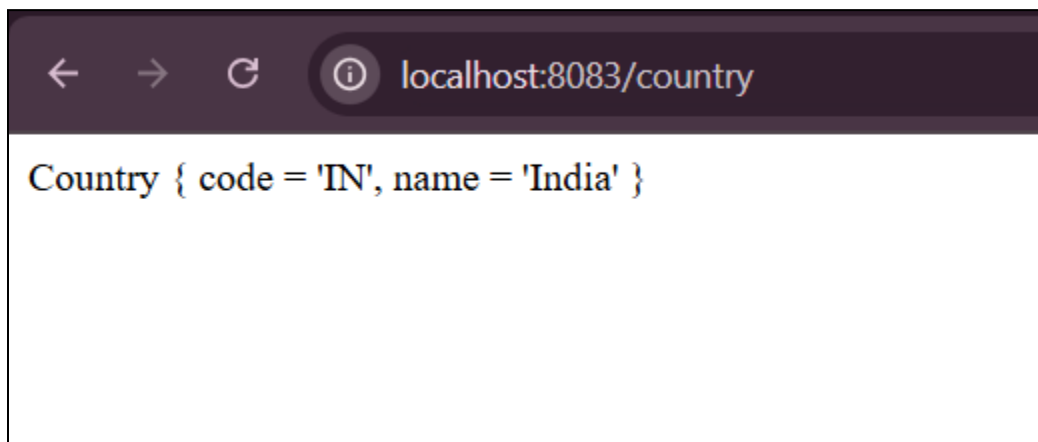 localhost:8083/country
Country { code = 'IN', name = 'India' }